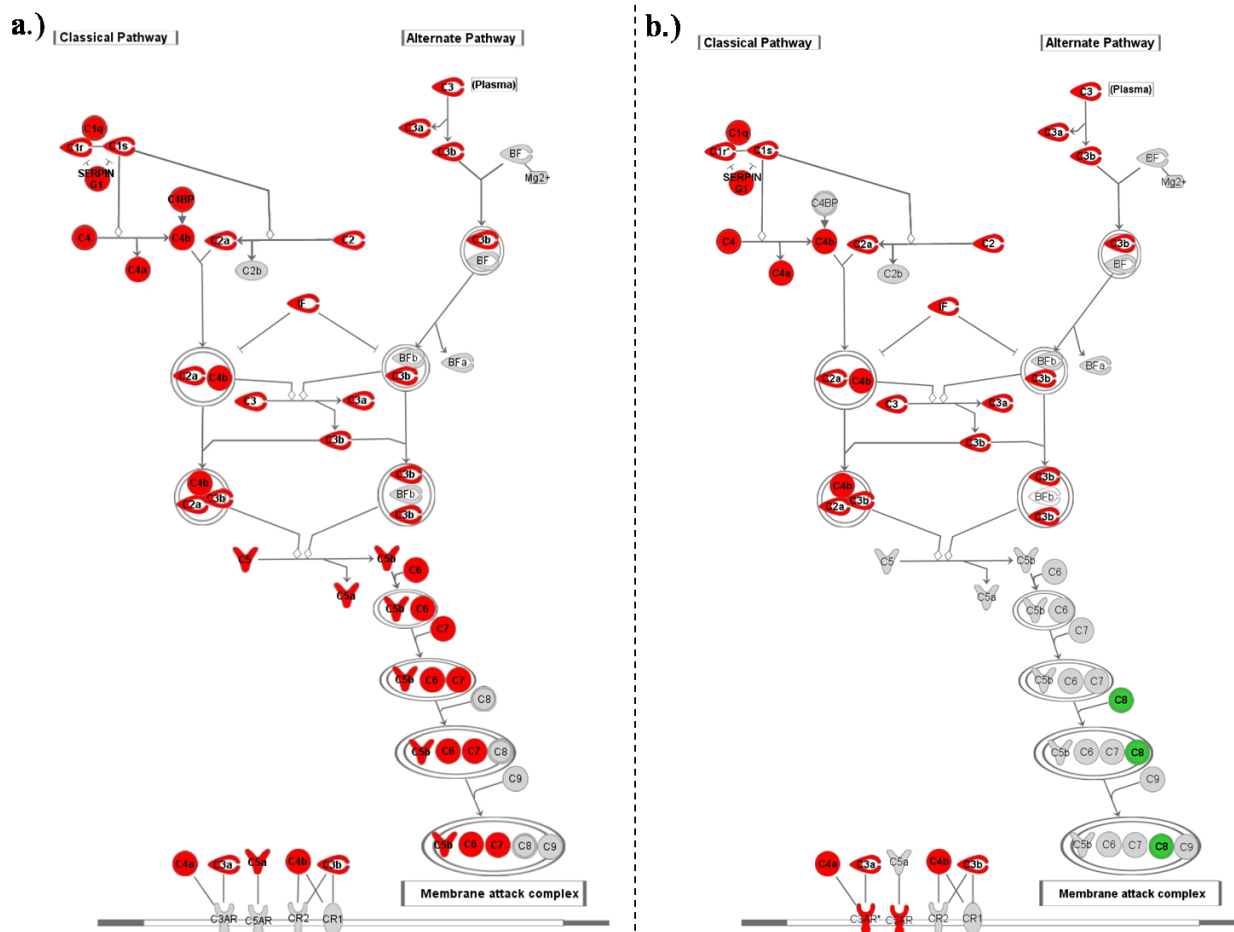 a.)
Classical Pathway
Alternate Pathway
C3
(Plasma)
C3a
C3b
BF
Mg2+
C1q
C1r
C1s
SERPIN
G1
C4BP
C4
C4b
C2a
C2
C4a
C2b
C3b
BF
IF
BFb
BFa
C2a
C4b
C3b
C3
C3a
C3b
C4b
C2a
C3b
C3b
BFb
C3b
C5
C5b
C6
C5a
C5b
C6
C7
C5b
C6
C7
C8
C5b
C6
C7
C8
C9
C5b
C6
C7
C8
C9
C4a
C3a
C5a
C4b
C3b
Membrane attack complex
C3AR
C5AR
CR2
CR1
b.)
Classical Pathway
Alternate Pathway
C3
(Plasma)
C3a
C3b
BF
Mg2+
C1q
C1r*
C1s
SERPIN
G1
C4BP
C4
C4b
C2a
C2
C4a
C2b
C3b
BF
IF
BFb
BFa
C2a
C4b
C3b
C3
C3a
C3b
C4b
C2a
C3b
C3b
BFb
C3b
C5
C5b
C6
C5a
C5b
C6
C7
C5b
C6
C7
C8
C5b
C6
C7
C8
C9
C5b
C6
C7
C8
C9
C4a
C3a
C5a
C4b
C3b
Membrane attack complex
C3AR*
C5AR
CR2
CR1